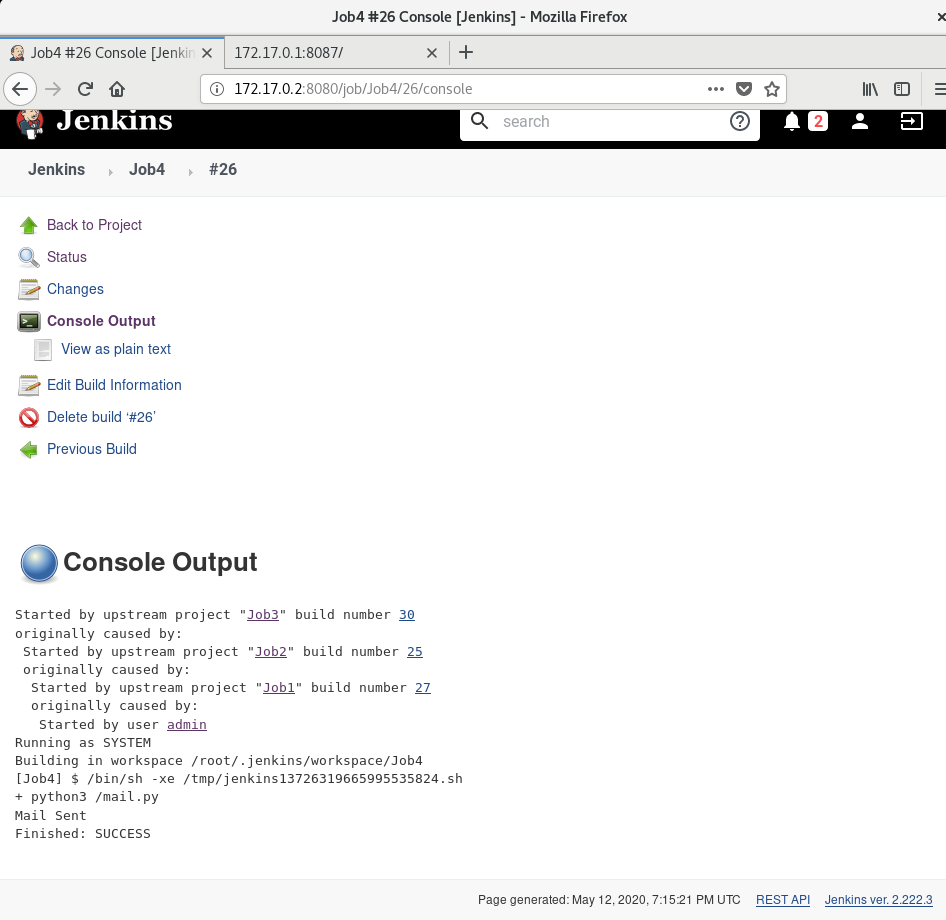 Job4 #26 Console [Jenkins] - Mozilla Firefox
Job4 #26 Console [Jenkin
172.17.0.1:8087/
172.17.0.2:8080/job/Job4/26/console
Jenkins
search
2
Jenkins
Job4
#26
Back to Project
Status
Changes
Console Output
View as plain text
Edit Build Information
Delete build ‘#26’
Previous Build
Console Output
Started by upstream project "Job3" build number 30
originally caused by:
 Started by upstream project "Job2" build number 25
 originally caused by:
  Started by upstream project "Job1" build number 27
  originally caused by:
   Started by user admin
Running as SYSTEM
Building in workspace /root/.jenkins/workspace/Job4
[Job4] $ /bin/sh -xe /tmp/jenkins13726319665995535824.sh
+ python3 /mail.py
Mail Sent
Finished: SUCCESS
Page generated: May 12, 2020, 7:15:21 PM UTC
REST API
Jenkins ver. 2.222.3